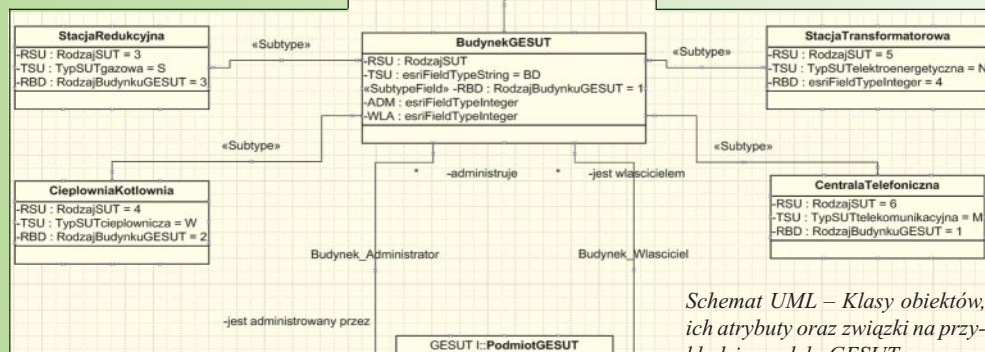 StacjaRedukcyjna
-RSU : RodzajSUT = 3
-TSU : TypSUTgazowa = S
-RBD : RodzajBudynkuGESUT = 3
«Subtype»
BudynekGESUT
-RSU : RodzajSUT
-TSU : esriFieldTypeString = BD
«SubtypeField» -RBD : RodzajBudynkuGESUT = 1
-ADM : esriFieldTypeInteger
-WLA : esriFieldTypeInteger
«Subtype»
StacjaTransformatorowa
-RSU : RodzajSUT = 5
-TSU : TypSUTelektroenergetyczna = N
-RBD : esriFieldTypeInteger = 4
«Subtype»
CieplowniaKotlownia
-RSU : RodzajSUT = 4
-TSU : TypSUTcieplownicza = W
-RBD : RodzajBudynkuGESUT = 2
* -administruje * -jest wlascicielem
«Subtype»
CentralaTelefoniczna
-RSU : RodzajSUT = 6
-TSU : TypSUTtelekomunikacyjna = M
-RBD : RodzajBudynkuGESUT = 1
Budynek_Administrator
Budynek_Wlasciciel
-jest administrowany przez
GESUT I::PodmiotGESUT
Schemat UML – Klasy obiektów,
ich atrybuty oraz związki na przy-